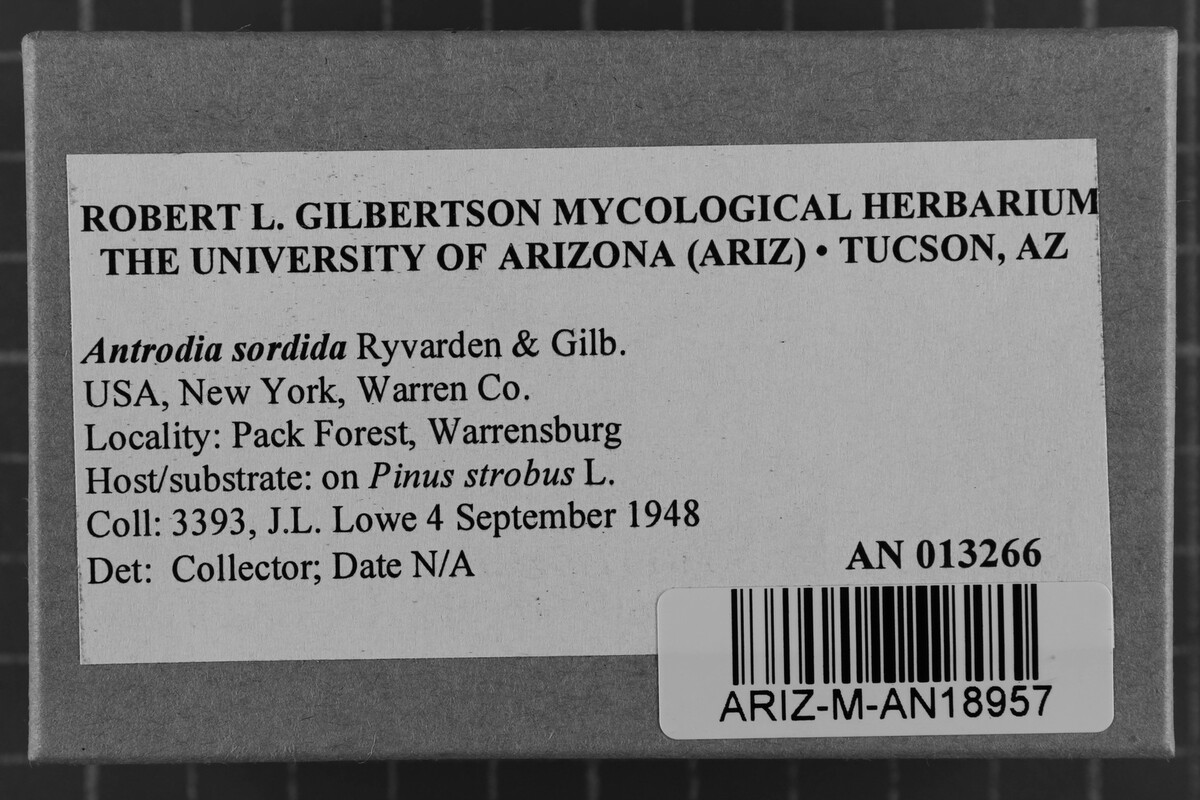 ROBERT L. GILBERTSON MYCOLOGICAL HERBARIUM
THE UNIVERSITY OF ARIZONA (ARIZ) • TUCSON, AZ
Antrodia sordida Ryvarden & Gilb.
USA, New York, Warren Co.
Locality: Pack Forest, Warrensburg
Host/substrate: on Pinus strobus L.
Coll: 3393, J.L. Lowe 4 September 1948
Det: Collector; Date N/A
AN 013266
ARIZ-M-AN18957